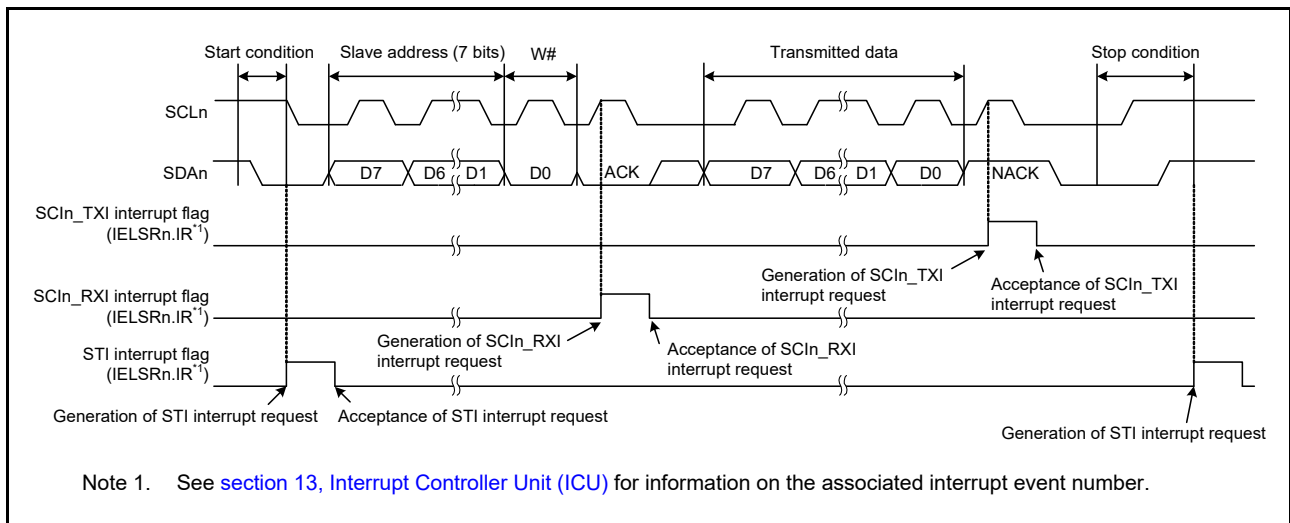 Start condition
Slave address (7 bits)
W#
Transmitted data
Stop condition
SCLn
SDAn
D7
D6
D1
D0
ACK
D7
D6
D1
D0
NACK
SCIn_TXI interrupt flag
(IELSRn.IR*1)
Generation of SCIn_TXI
interrupt request
Acceptance of SCIn_TXI
interrupt request
SCIn_RXI interrupt flag
(IELSRn.IR*1)
Generation of SCIn_RXI
interrupt request
Acceptance of SCIn_RXI
interrupt request
STI interrupt flag
(IELSRn.IR*1)
Generation of STI interrupt request
Acceptance of STI interrupt request
Generation of STI interrupt request
Note 1. See section 13, Interrupt Controller Unit (ICU) for information on the associated interrupt event number.